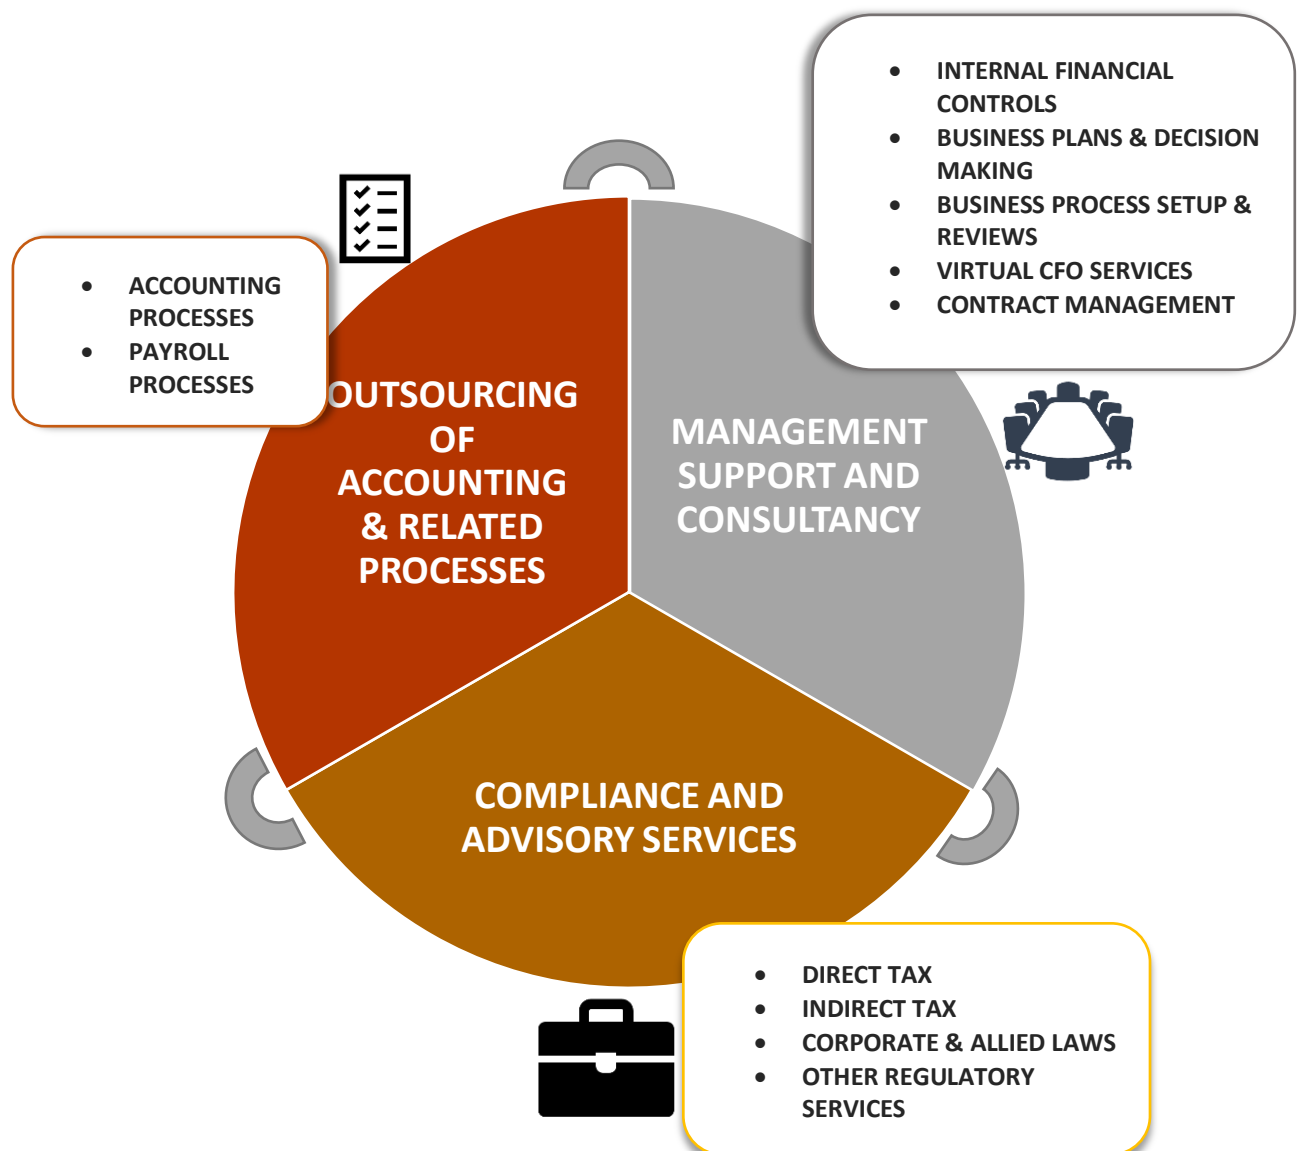 • INTERNAL FINANCIAL
CONTROLS
• BUSINESS PLANS & DECISION
MAKING
• BUSINESS PROCESS SETUP &
REVIEWS
• VIRTUAL CFO SERVICES
• CONTRACT MANAGEMENT
• ACCOUNTING
PROCESSES
• PAYROLL
PROCESSES
OUTSOURCING
OF
ACCOUNTING
& RELATED
PROCESSES
MANAGEMENT
SUPPORT AND
CONSULTANCY
COMPLIANCE AND
ADVISORY SERVICES
• DIRECT TAX
• INDIRECT TAX
• CORPORATE & ALLIED LAWS
• OTHER REGULATORY
SERVICES